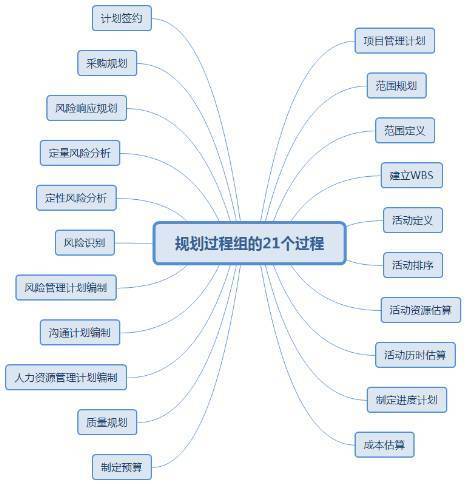 规划过程组的21个过程
项目管理计划
范围规划
范围定义
建立WBS
活动定义
活动排序
活动资源估算
活动历时估算
制定进度计划
成本估算
制定预算
质量规划
人力资源管理计划编制
沟通计划编制
风险管理计划编制
风险识别
定性风险分析
定量风险分析
风险响应规划
采购规划
计划签约